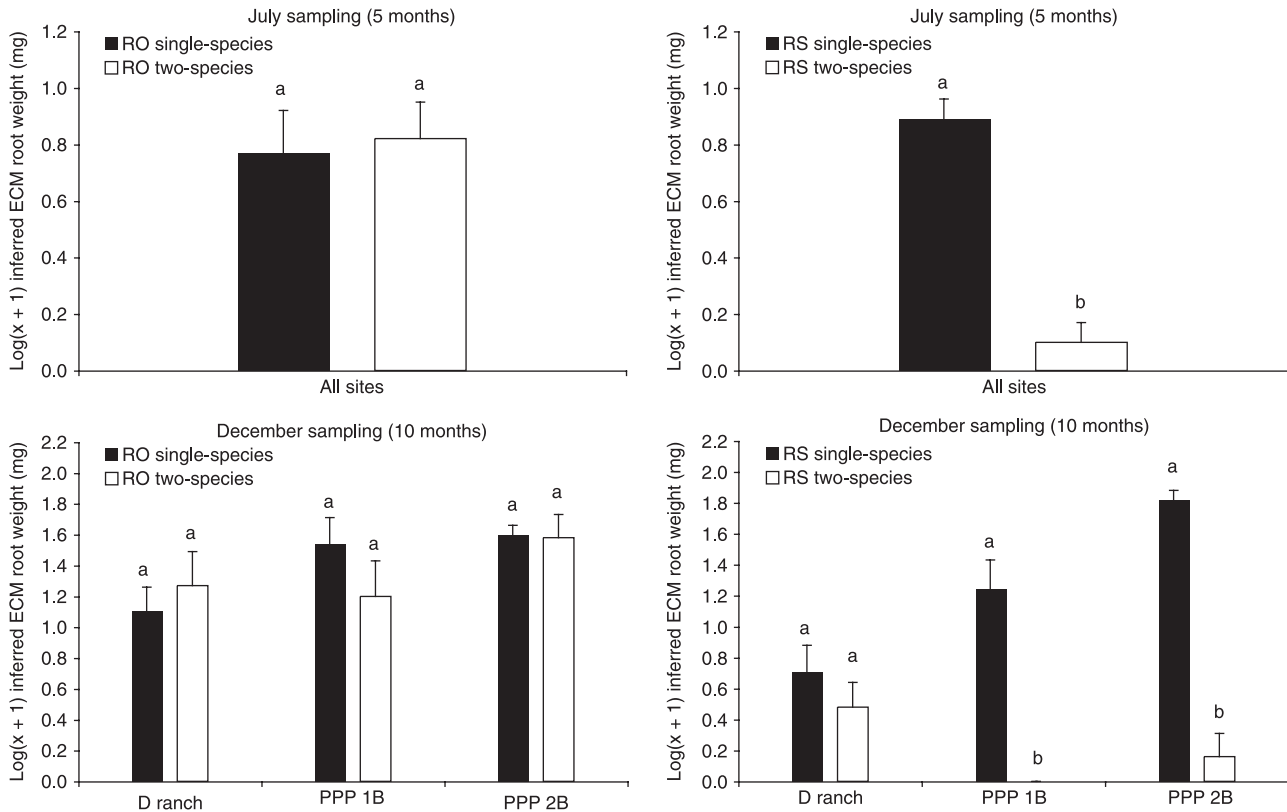 July sampling (5 months)
1.2
1.0
0.8
0.6
0.4
0.2
0.0
Log(x + 1) inferred ECM root weight (mg)
RO single-species
RO two-species
a
a
All sites
July sampling (5 months)
1.2
1.0
0.8
0.6
0.4
0.2
0.0
Log(x + 1) inferred ECM root weight (mg)
RS single-species
RS two-species
a
b
All sites
December sampling (10 months)
2.2
2.0
1.8
1.6
1.4
1.2
1.0
0.8
0.6
0.4
0.2
0.0
Log(x + 1) inferred ECM root weight (mg)
RO single-species
RO two-species
a
a
a
a
a
a
D ranch
PPP 1B
PPP 2B
December sampling (10 months)
2.2
2.0
1.8
1.6
1.4
1.2
1.0
0.8
0.6
0.4
0.2
0.0
Log(x + 1) inferred ECM root weight (mg)
RS single-species
RS two-species
a
a
a
b
a
b
D ranch
PPP 1B
PPP 2B